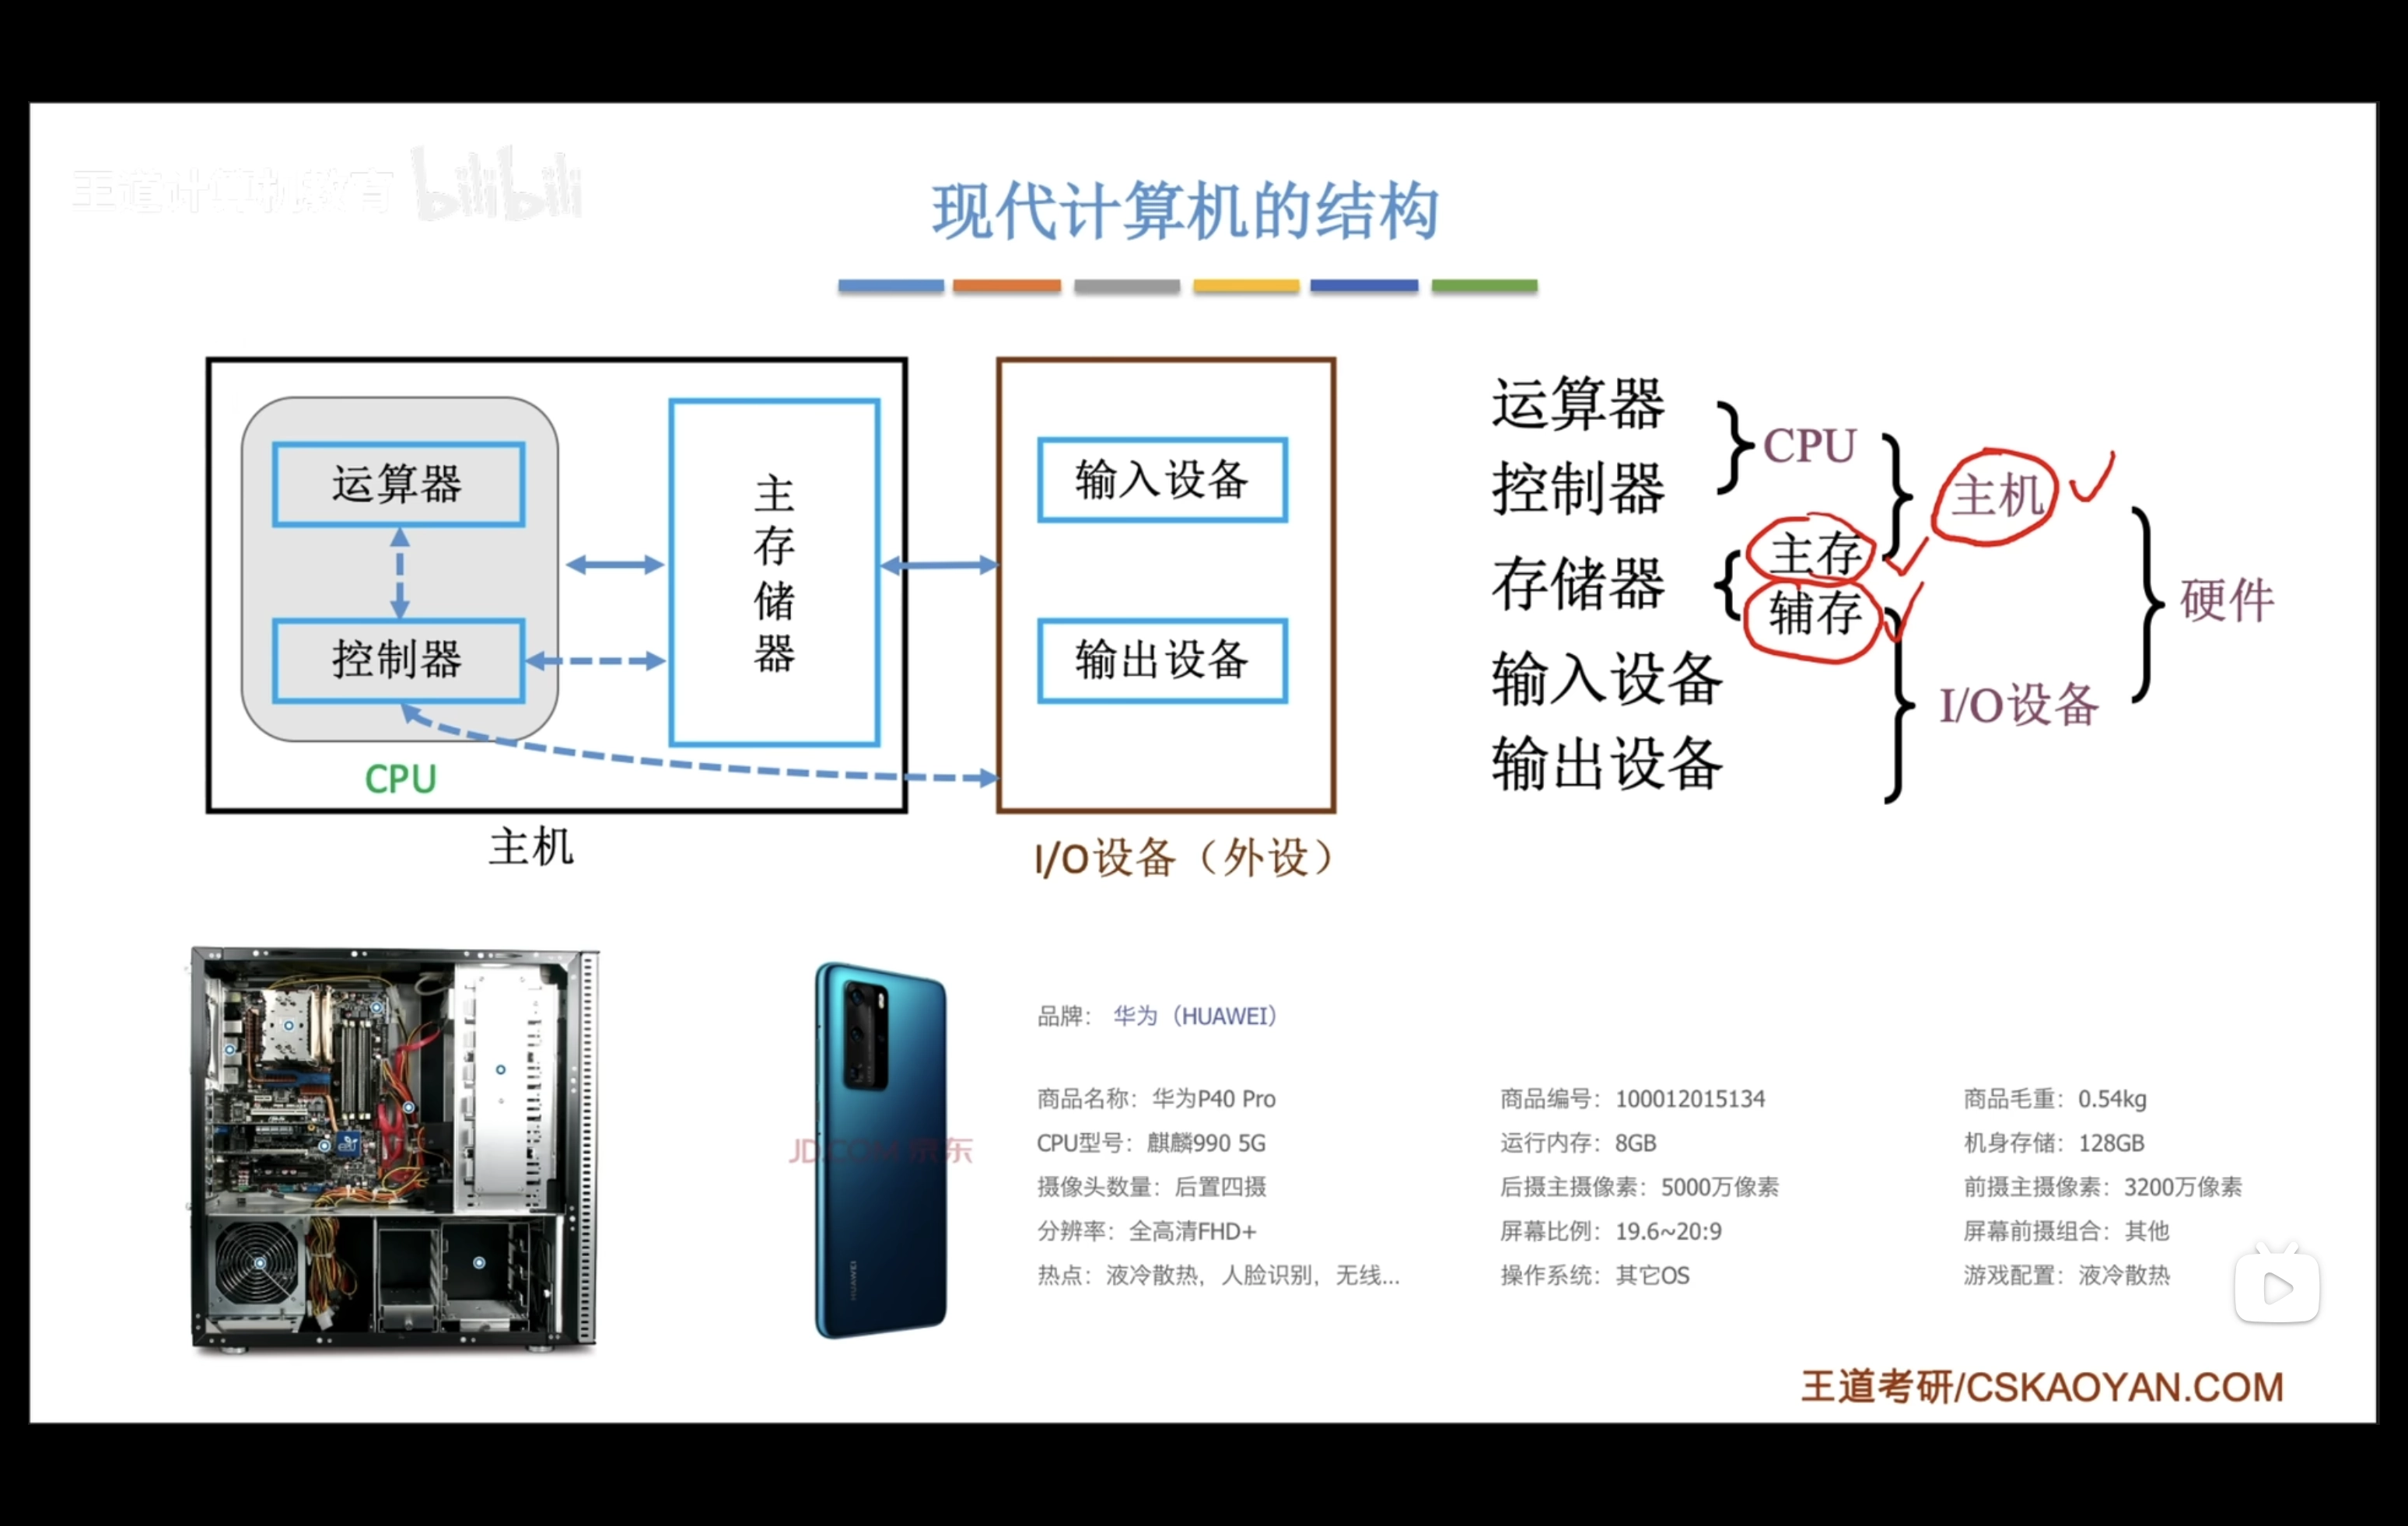 王道计算机教育 bilibili
现代计算机的结构
运算器
控制器
CPU
主存储器
主机
输入设备
输出设备
I/O设备（外设）
运算器
控制器
存储器
输入设备
输出设备
CPU
主存
辅存
主机
I/O设备
硬件
JD.COM 京东
HUAWEI
品牌： 华为（HUAWEI）
商品名称：华为P40 Pro
商品编号：100012015134
商品毛重：0.54kg
CPU型号：麒麟990 5G
运行内存：8GB
机身存储：128GB
摄像头数量：后置四摄
后摄主摄像素：5000万像素
前摄主摄像素：3200万像素
分辨率：全高清FHD+
屏幕比例：19.6~20:9
屏幕前摄组合：其他
热点：液冷散热，人脸识别，无线...
操作系统：其它OS
游戏配置：液冷散热
王道考研/CSKAOYAN.COM